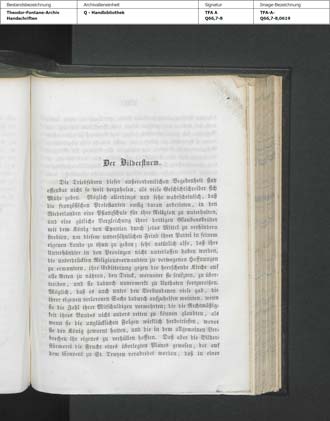 Bestandsbezeichnung
Archivalieneinheit
Signatur
Image-Bezeichnung
Theodor-Fontane-Archiv
Handschriften
Q - Handbibliothek
TFA A
Q66,7-8
TFA-A-
Q66,7-8,0619
Der Bildersturm.
Die Triebfedern dieser außerordentlichen Begebenheit sind
offenbar nicht so weit herzuholen, als viele Geschichtschreiber sich
Mühe geben. Möglich allerdings und sehr wahrscheinlich, daß
die französischen Protestanten emsig daran arbeiteten, in den
Niederlanden eine Pflanzschule für ihre Religion zu unterhalten,
und eine gütliche Vergleichung ihrer dortigen Glaubensbrüder
mit dem König von Spanien durch jedes Mittel zu verhindern
strebten, um diesem unversöhnlichen Feind ihrer Partei in seinem
eigenen Lande zu thun zu geben; sehr natürlich also, daß ihre
Unterhändler in den Provinzen nicht unterlassen haben werden,
die unterdrückten Religionsverwandten zu verwegenen Hoffnungen
zu ermuntern, ihre Erbitterung gegen die herrschende Kirche auf
alle Arten zu nähren, den Druck, worunter sie seufzten, zu übertreiben,
und sie dadurch unvermerkt zu Unthaten fortzureißen.
Möglich, daß es auch unter den Verbundenen viele gab, die
ihrer eigenen verlorenen Sache dadurch aufzuhelfen meinten, wenn
sie die Zahl ihrer Mitschuldigen vermehrten; die die Rechtmäßigkeit
ihres Bundes nicht anders retten zu können glaubten, als
wenn sie die unglücklichen Folgen wirklich herbeiriefen, wovor
sie den König gewarnt hatten, und die in dem allgemeinen Verbrechen
ihr eigenes zu verhüllen hofften. Daß aber die Bilderstürmerei
die Frucht eines überlegten Planes gewesen, der auf
dem Convent zu St. Truyen verabredet worden, daß in einer